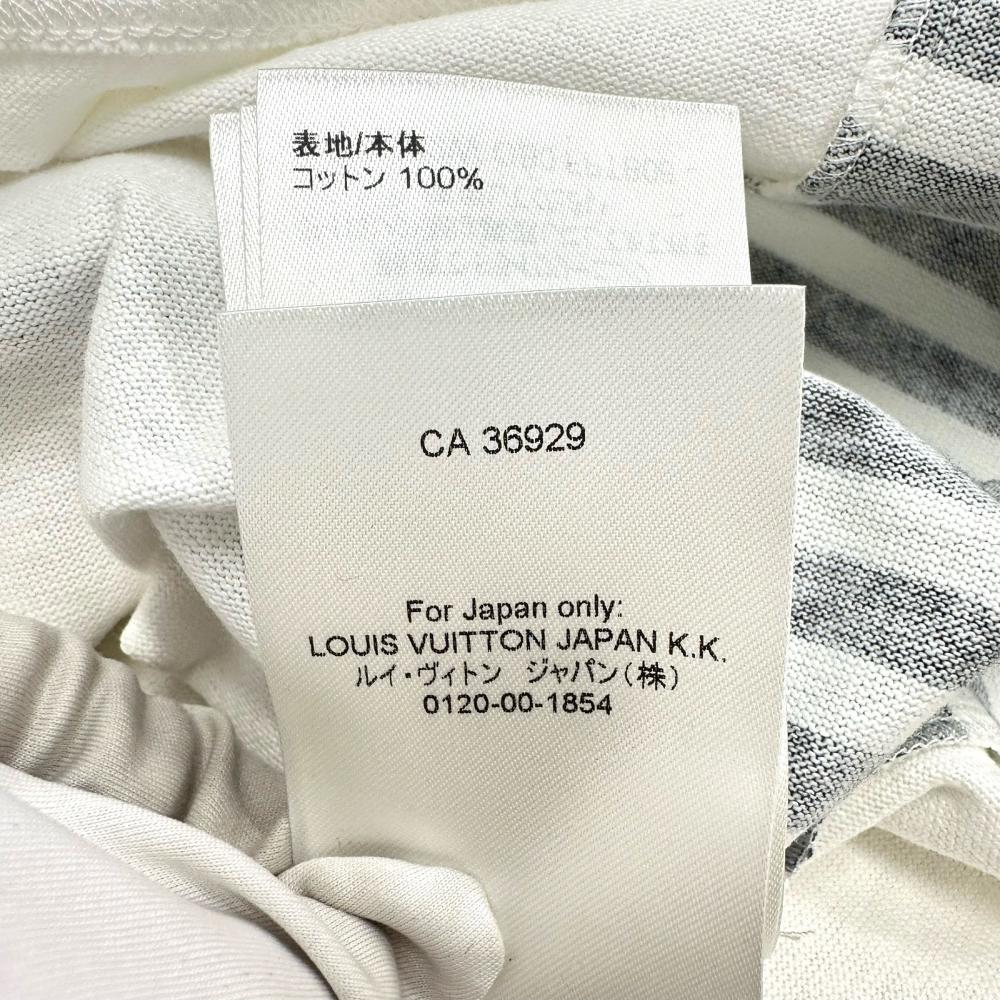 表地/本体
コットン 100%
CA 36929
For Japan only:
LOUIS VUITTON JAPAN K.K.
ルイ・ヴィトン ジャパン(株)
0120-00-1854